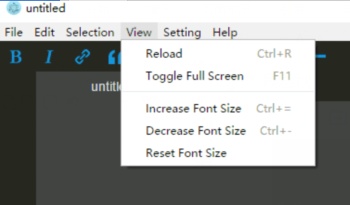 untitled
File Edit Selection View Setting Help
B I
Reload Ctrl+R
Toggle Full Screen F11
Increase Font Size Ctrl+=
Decrease Font Size Ctrl+-
Reset Font Size